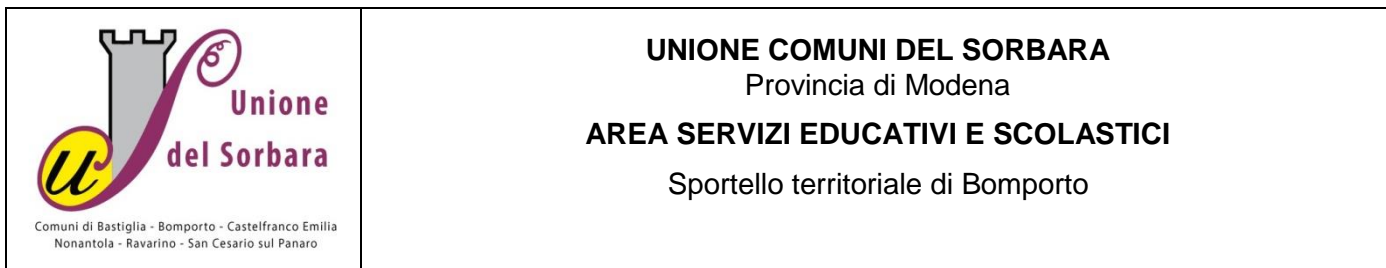 Unione
del Sorbara
u
Comuni di Bastiglia - Bomporto - Castelfranco Emilia
Nonantola - Ravarino - San Cesario sul Panaro
UNIONE COMUNI DEL SORBARA
Provincia di Modena
AREA SERVIZI EDUCATIVI E SCOLASTICI
Sportello territoriale di Bomporto